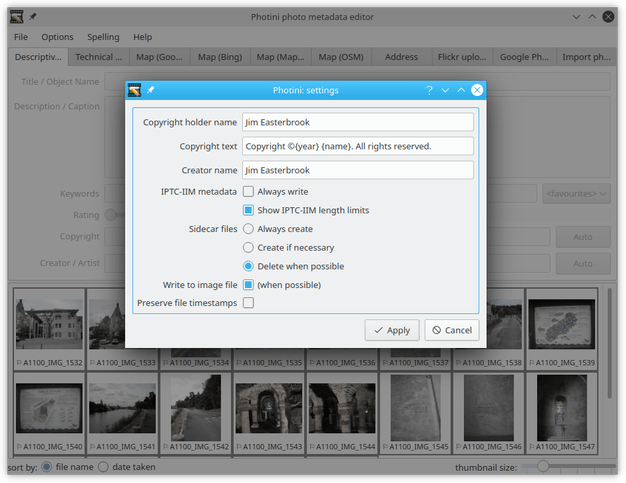 Photini photo metadata editor
File Options Spelling Help
Descriptiv... Technical ... Map (Goo... Map (Bing) Map (Map... Map (OSM) Address Flickr uplo... Google Ph... Import ph...
Title / Object Name
Description / Caption
Photini: settings
Copyright holder name Jim Easterbrook
Copyright text Copyright ©{year} {name}. All rights reserved.
Creator name Jim Easterbrook
IPTC-IIM metadata Always write
Show IPTC-IIM length limits
Sidecar files Always create
Create if necessary
Delete when possible
Write to image file (when possible)
Preserve file timestamps
Apply Cancel
Keywords <favourites>
Rating
Copyright Auto
Creator / Artist Auto
A1100_IMG_1532 A1100_IMG_1533 A1100_IMG_1534 A1100_IMG_1535 A1100_IMG_1536 A1100_IMG_1537 A1100_IMG_1538 A1100_IMG_1539
A1100_IMG_1540 A1100_IMG_1541 A1100_IMG_1542 A1100_IMG_1543 A1100_IMG_1544 A1100_IMG_1545 A1100_IMG_1546 A1100_IMG_1547
sort by: file name date taken thumbnail size: